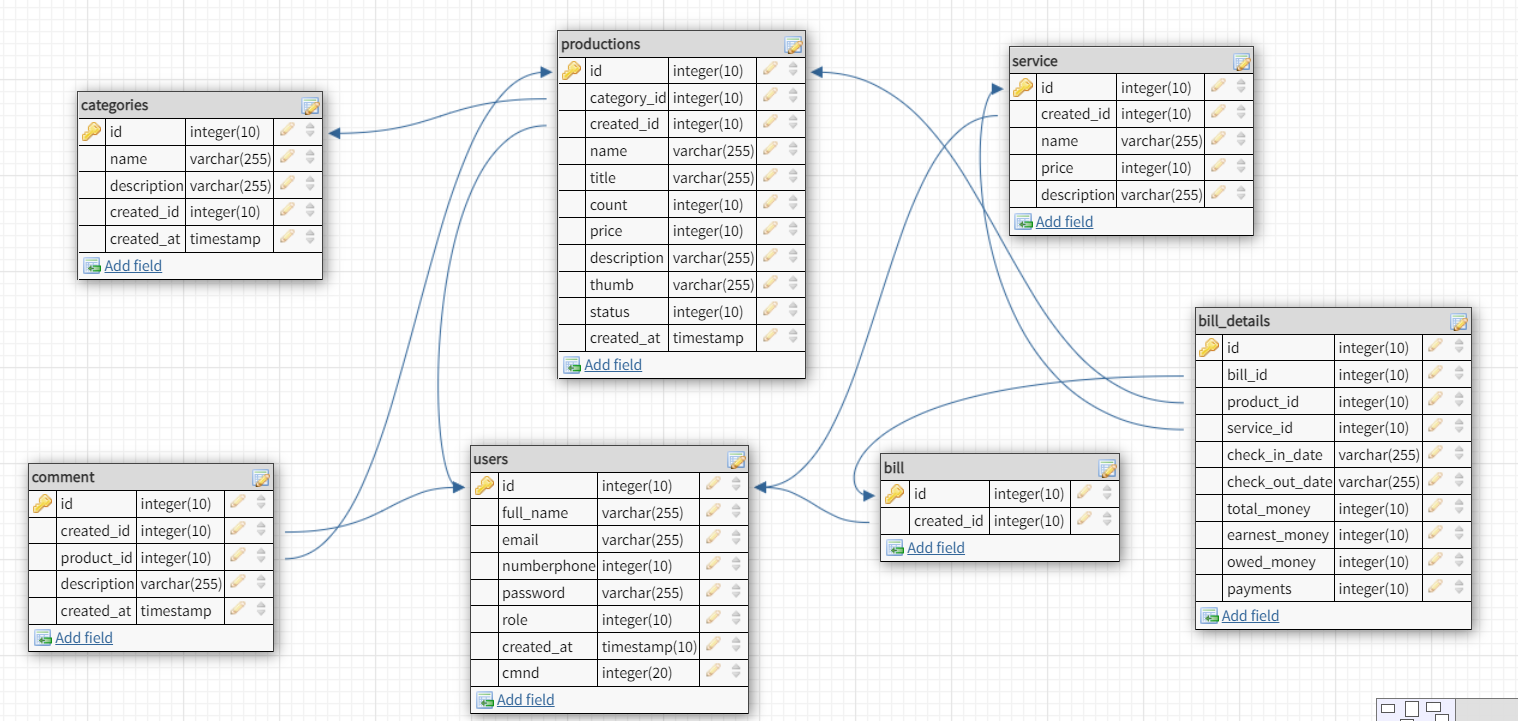 categories
id integer(10)
name varchar(255)
description varchar(255)
created_id integer(10)
created_at timestamp
Add field
productions
id integer(10)
category_id integer(10)
created_id integer(10)
name varchar(255)
title varchar(255)
count integer(10)
price integer(10)
description varchar(255)
thumb varchar(255)
status integer(10)
created_at timestamp
Add field
service
id integer(10)
created_id integer(10)
name varchar(255)
price integer(10)
description varchar(255)
Add field
comment
id integer(10)
created_id integer(10)
product_id integer(10)
description varchar(255)
created_at timestamp
Add field
users
id integer(10)
full_name varchar(255)
email varchar(255)
numberphone integer(10)
password varchar(255)
role integer(10)
created_at timestamp(10)
cmnd integer(20)
Add field
bill
id integer(10)
created_id integer(10)
Add field
bill_details
id integer(10)
bill_id integer(10)
product_id integer(10)
service_id integer(10)
check_in_date varchar(255)
check_out_date varchar(255)
total_money integer(10)
earnest_money integer(10)
owed_money integer(10)
payments integer(10)
Add field